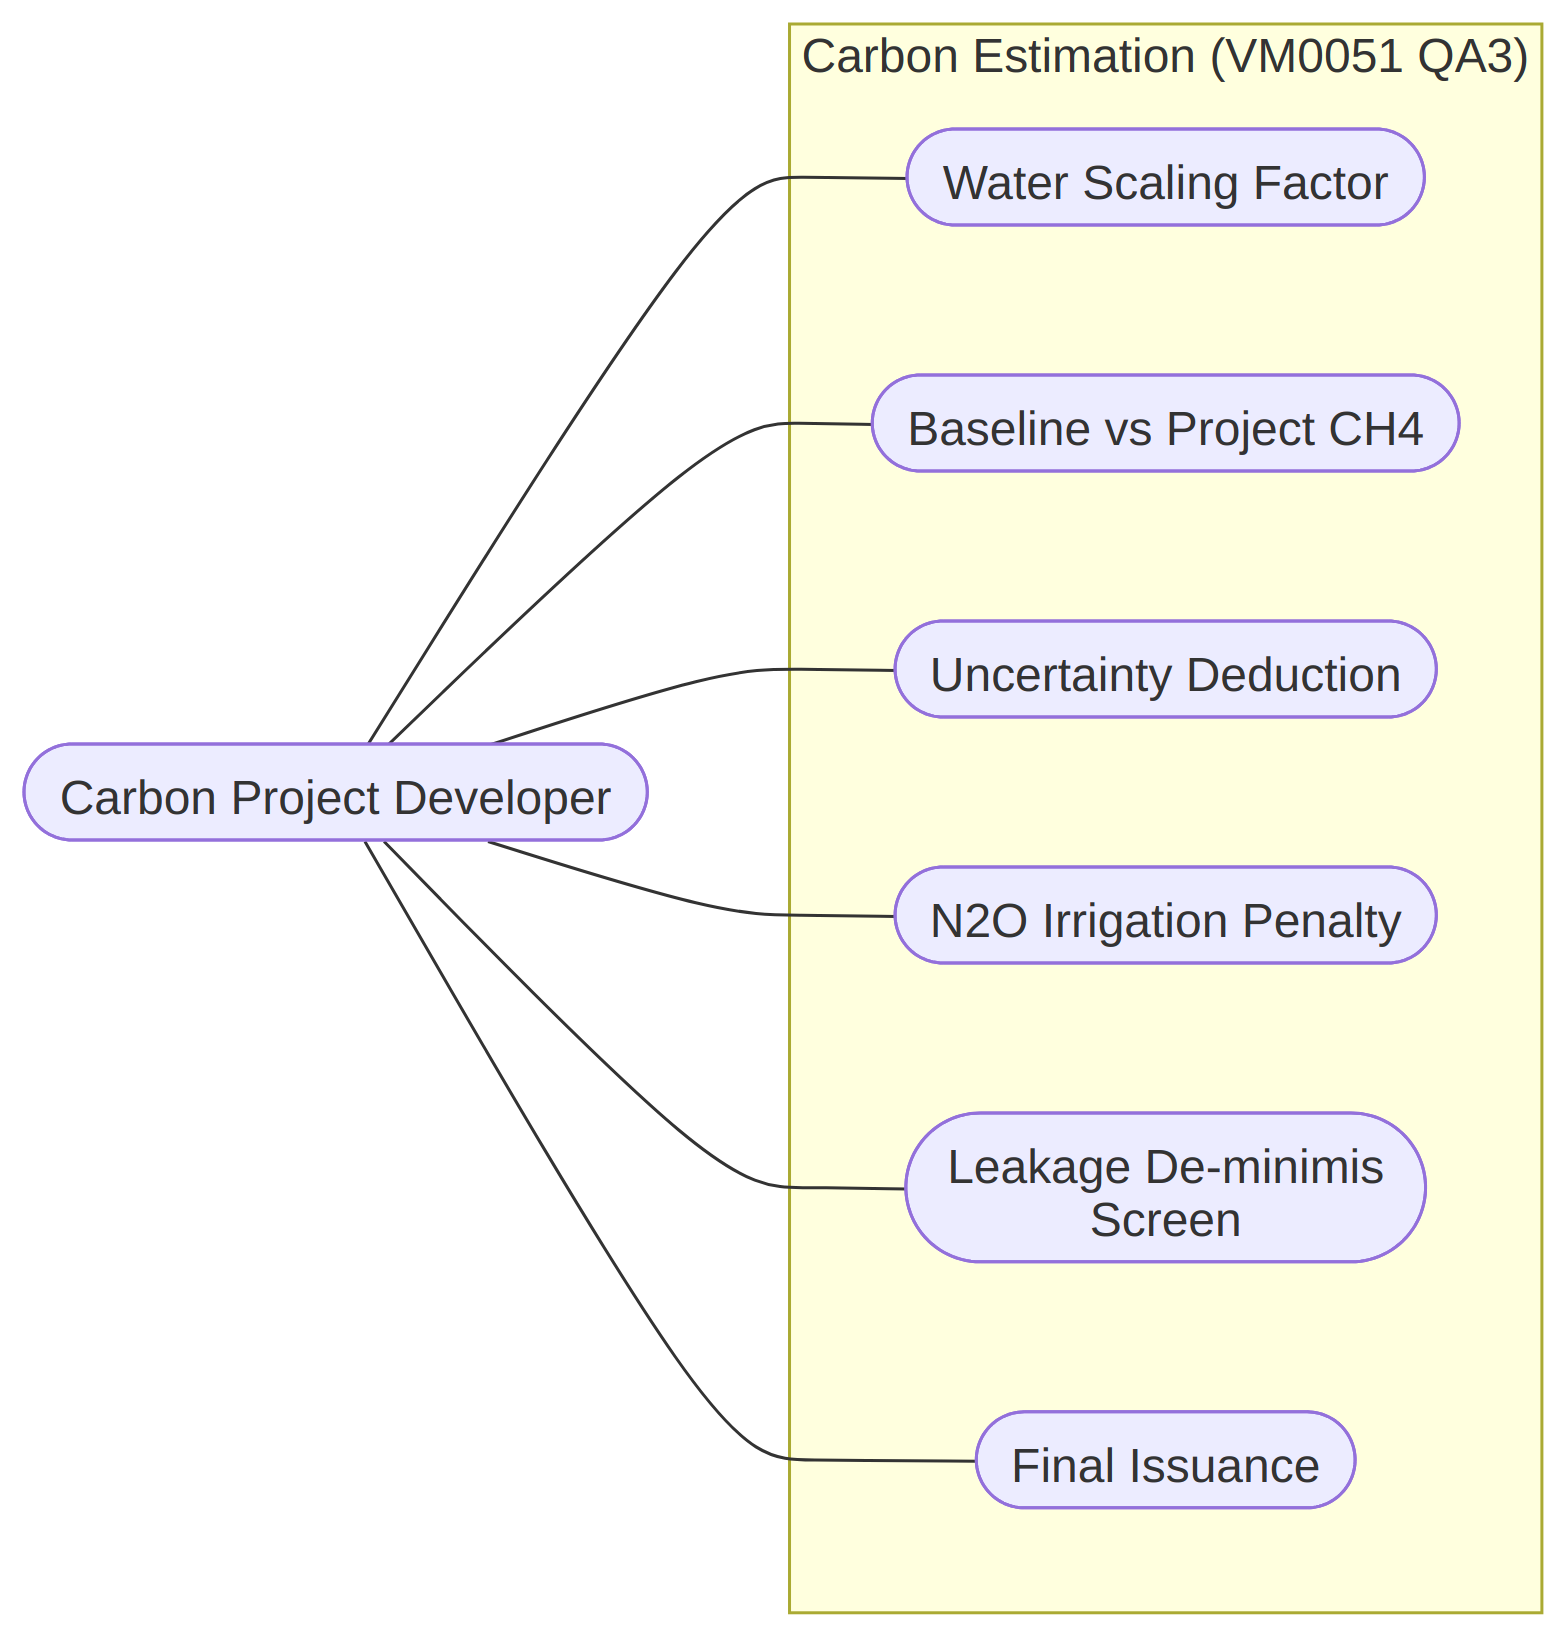 Carbon Estimation (VM0051 QA3)
Water Scaling Factor
Baseline vs Project CH4
Uncertainty Deduction
Carbon Project Developer
N2O Irrigation Penalty
Leakage De-minimis
Screen
Final Issuance